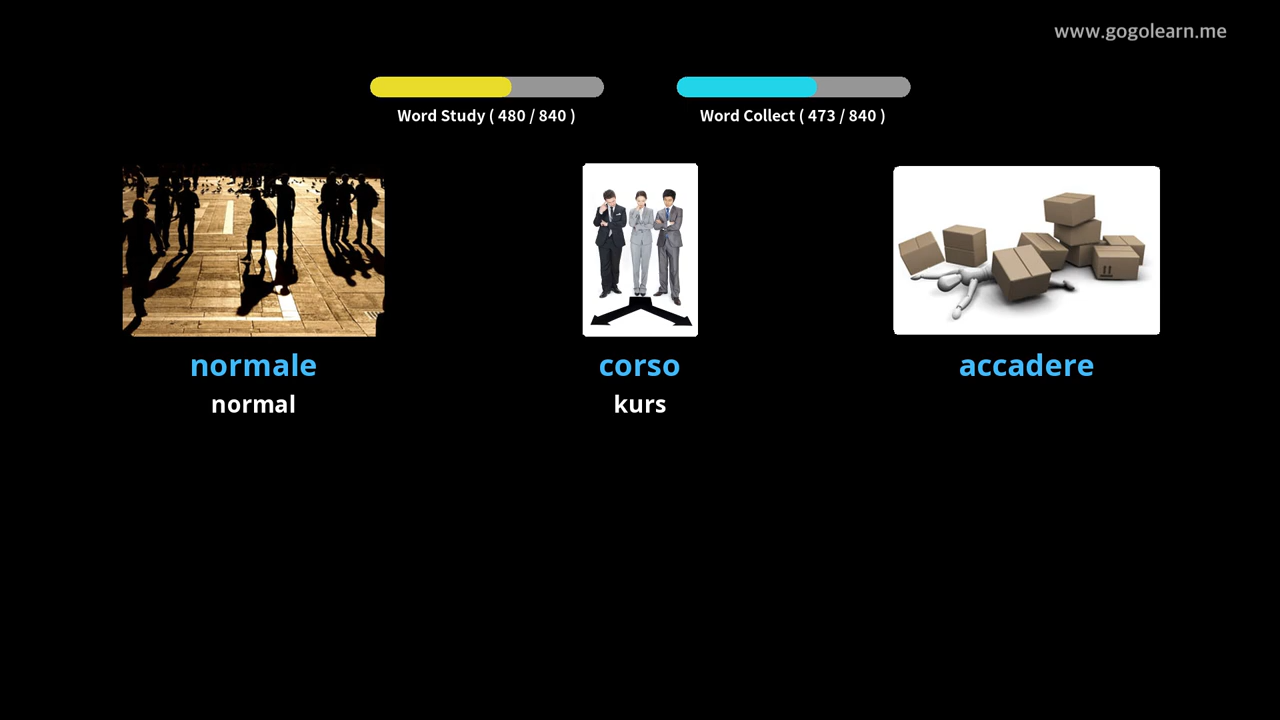 www.gogolearn.me
Word Study ( 480 / 840 )
Word Collect ( 473 / 840 )
normale
corso
accadere
normal
kurs